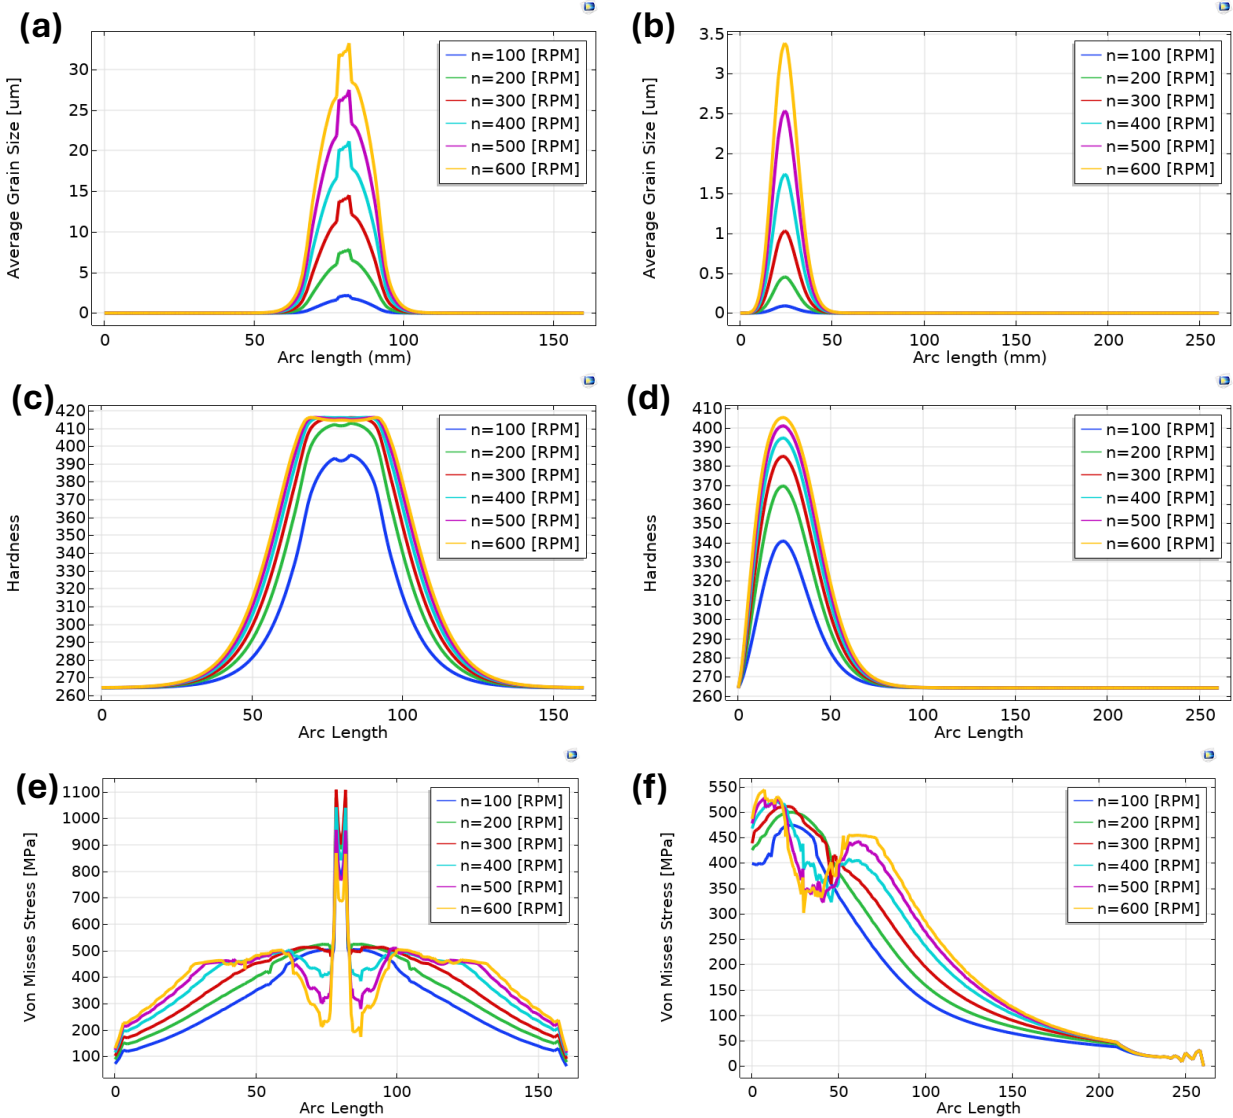 (a)
Average Grain Size [um]
30
25
20
15
10
5
0
0 50 100 150
Arc length (mm)
n=100 [RPM]
n=200 [RPM]
n=300 [RPM]
n=400 [RPM]
n=500 [RPM]
n=600 [RPM]
(b)
Average Grain Size [um]
3.5
3
2.5
2
1.5
1
0.5
0
0 50 100 150 200 250
Arc length (mm)
n=100 [RPM]
n=200 [RPM]
n=300 [RPM]
n=400 [RPM]
n=500 [RPM]
n=600 [RPM]
(c)
Hardness
420
410
400
390
380
370
360
350
340
330
320
310
300
290
280
270
260
0 50 100 150
Arc Length
n=100 [RPM]
n=200 [RPM]
n=300 [RPM]
n=400 [RPM]
n=500 [RPM]
n=600 [RPM]
(d)
Hardness
410
400
390
380
370
360
350
340
330
320
310
300
290
280
270
260
0 50 100 150 200 250
Arc Length
n=100 [RPM]
n=200 [RPM]
n=300 [RPM]
n=400 [RPM]
n=500 [RPM]
n=600 [RPM]
(e)
Von Misses Stress [MPa]
1100
1000
900
800
700
600
500
400
300
200
100
0 50 100 150
Arc Length
n=100 [RPM]
n=200 [RPM]
n=300 [RPM]
n=400 [RPM]
n=500 [RPM]
n=600 [RPM]
(f)
Von Misses Stress [MPa]
550
500
450
400
350
300
250
200
150
100
50
0
0 50 100 150 200 250
Arc Length
n=100 [RPM]
n=200 [RPM]
n=300 [RPM]
n=400 [RPM]
n=500 [RPM]
n=600 [RPM]